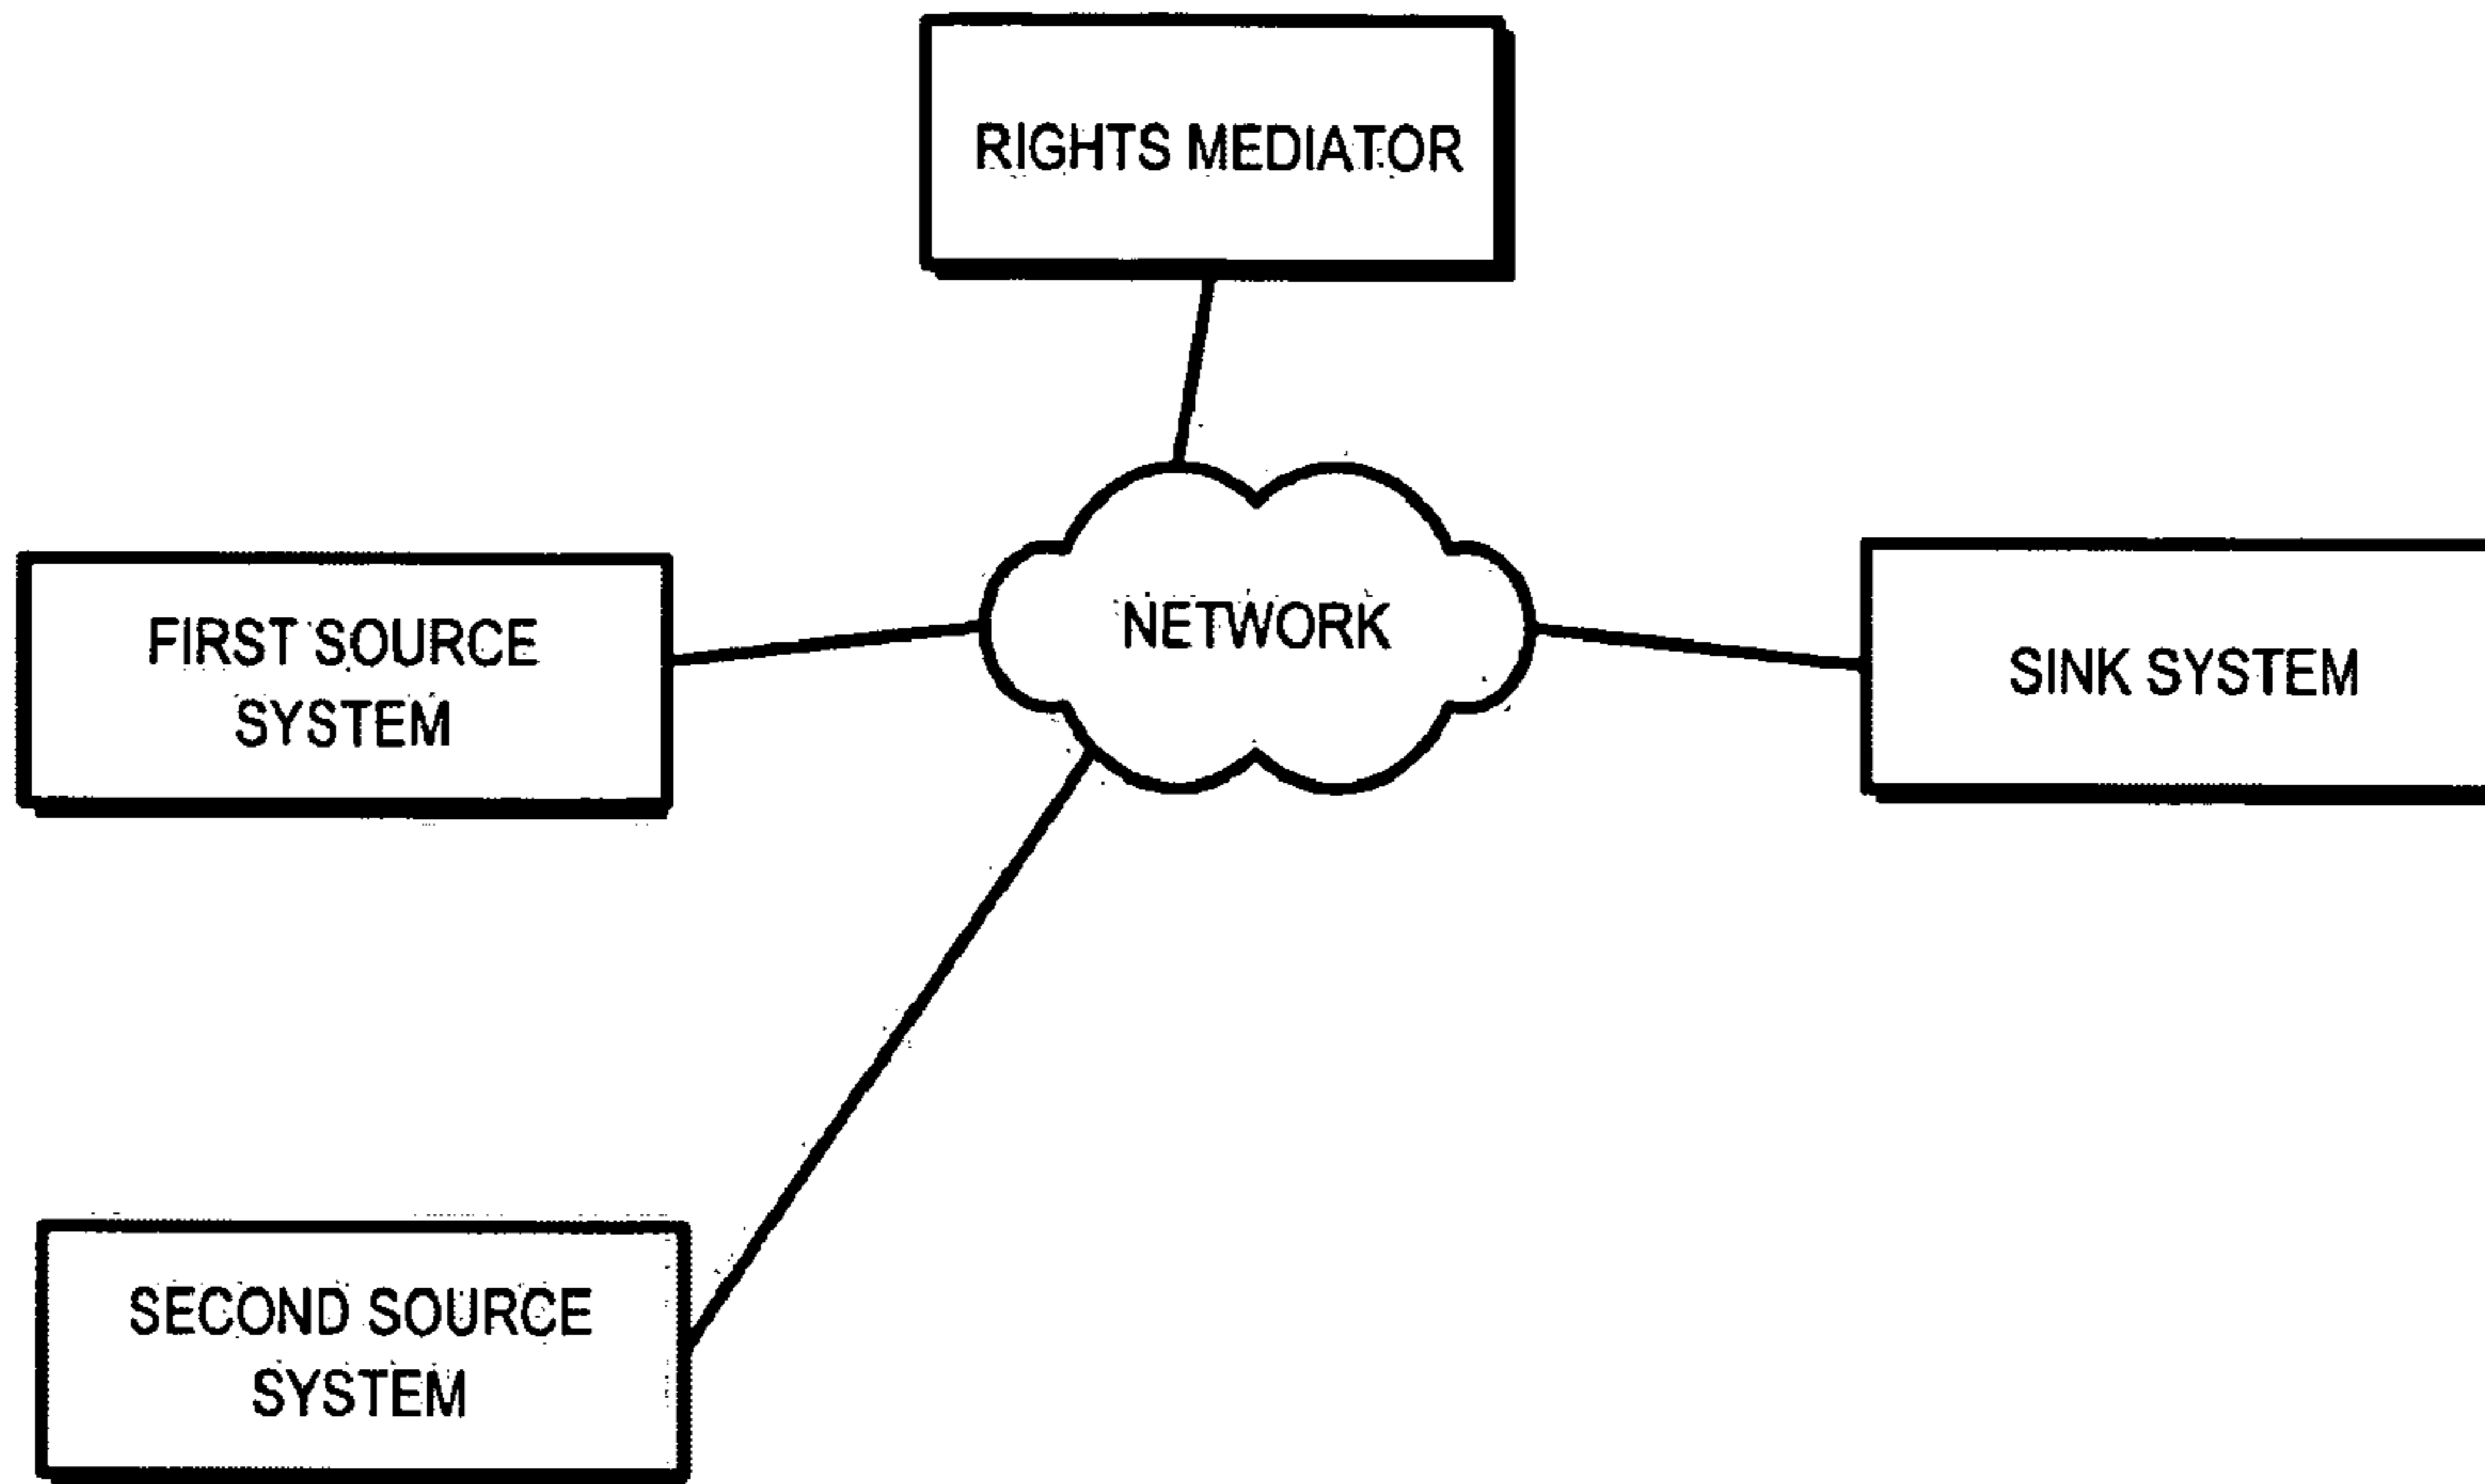 RIGHTS MEDIATOR
NETWORK
FIRST SOURCE
SYSTEM
SINK SYSTEM
SECOND SOURCE
SYSTEM